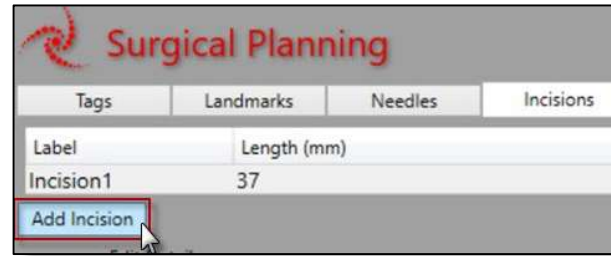 Surgical Planning
Tags Landmarks Needles Incisions
Label Length (mm)
Incision1 37
Add Incision